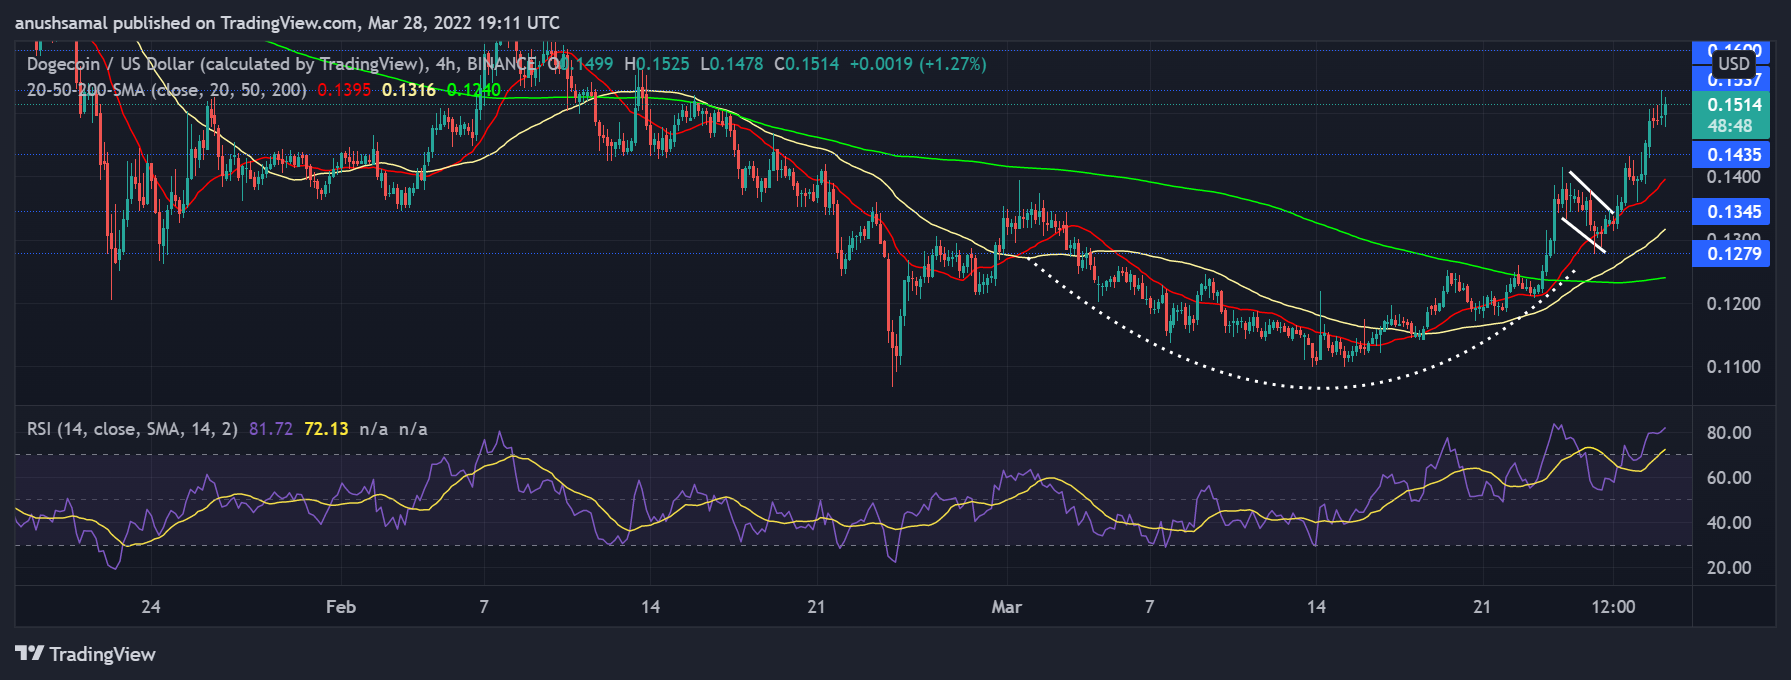 anushsamal published on TradingView.com, Mar 28, 2022 19:11 UTC
Dogecoin / US Dollar (calculated by TradingView), 4h, BINANCE O0.1499 H0.1525 L0.1478 C0.1514 +0.0019 (+1.27%)
20-50-200-SMA (close, 20, 50, 200) 0.1395 0.1316 0.1240
0.1600
USD
0.1537
0.1514
48:48
0.1435
0.1400
0.1345
0.1300
0.1279
0.1200
0.1100
RSI (14, close, SMA, 14, 2) 81.72 72.13 n/a n/a
80.00
60.00
40.00
20.00
24 Feb 7 14 21 Mar 7 14 21 12:00
TradingView